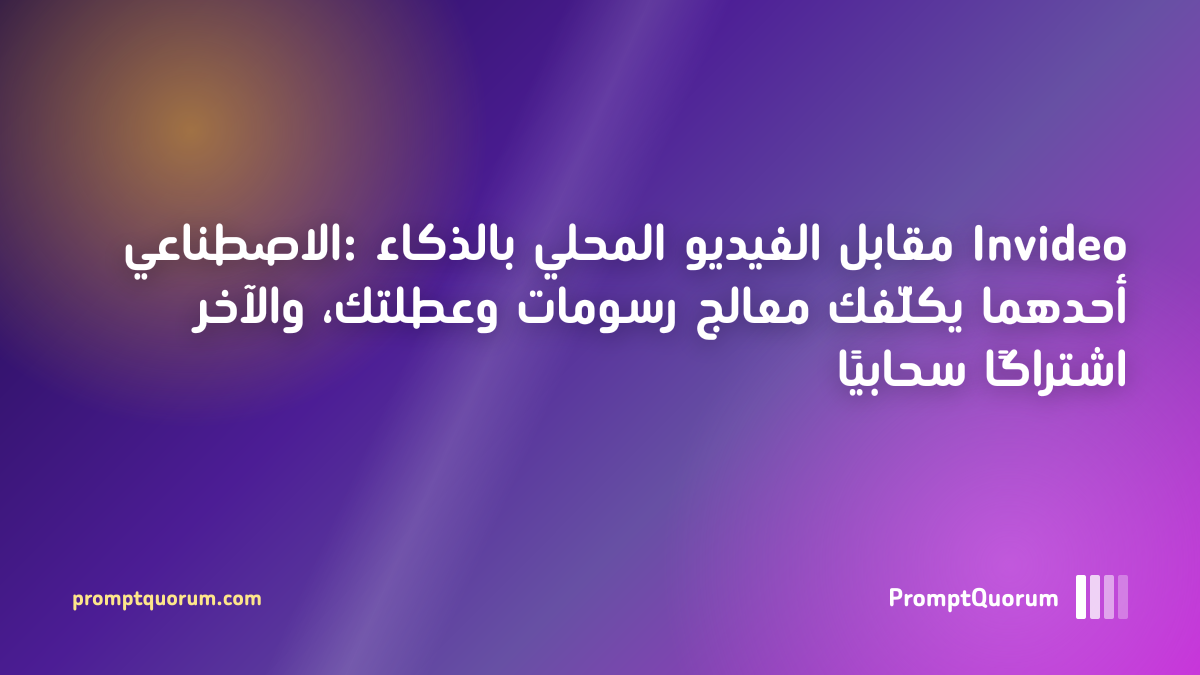 Invideo مقابل الفيديو المحلي بالذكاء :الاصطناعي
أحدهما يكلّفك معالج رسومات وعطلتك، والآخر
اشتراكًا سحابيًا
PromptQuorum
promptquorum.com